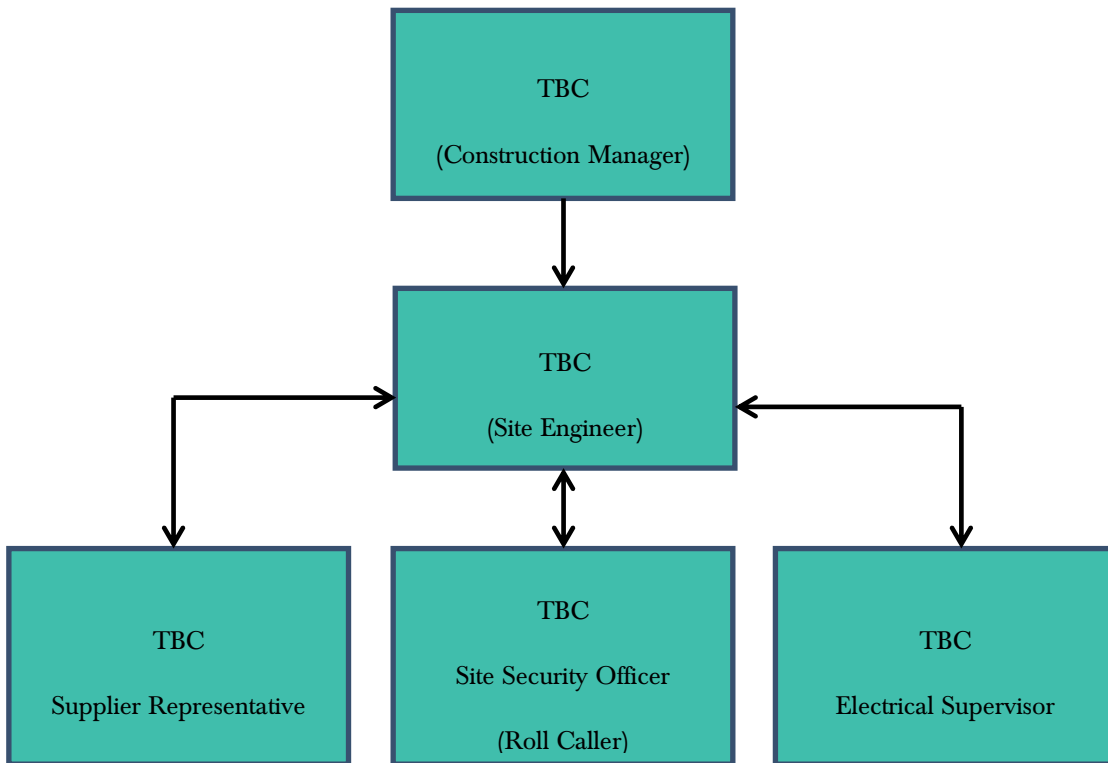 TBC
(Construction Manager)
TBC
(Site Engineer)
TBC
Supplier Representative
TBC
Site Security Officer
(Roll Caller)
TBC
Electrical Supervisor